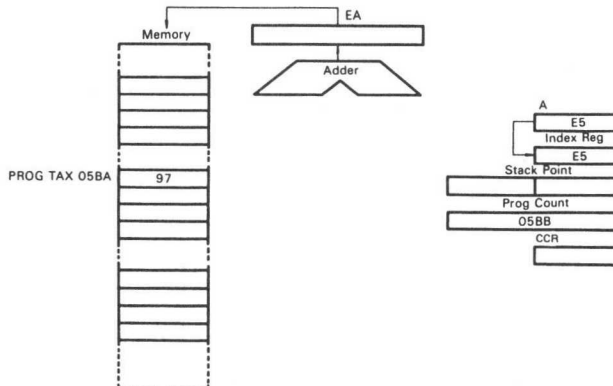 EA
Memory
Adder
A
E5
Index Reg
E5
Stack Point
Prog Count
05BB
CCR
PROG TAX 05BA
97